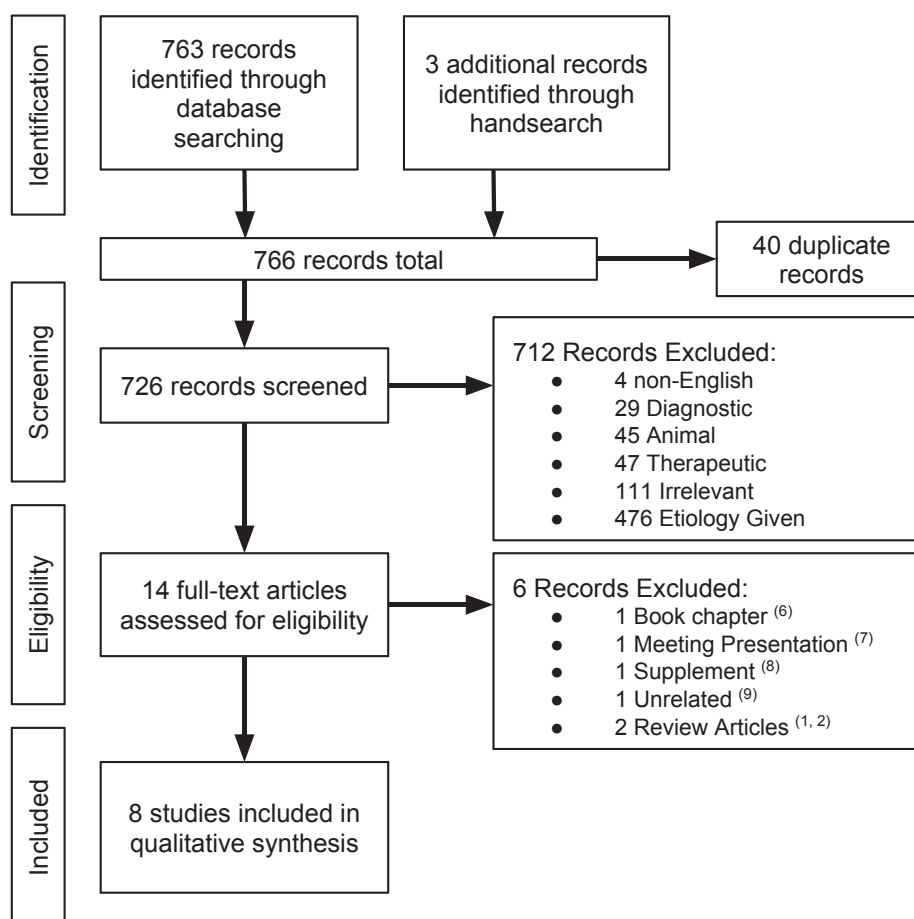 Identification
763 records
identified through
database
searching
3 additional records
identified through
handsearch
766 records total
40 duplicate
records
Screening
726 records screened
712 Records Excluded:
● 4 non-English
● 29 Diagnostic
● 45 Animal
● 47 Therapeutic
● 111 Irrelevant
● 476 Etiology Given
Eligibility
14 full-text articles
assessed for eligibility
6 Records Excluded:
● 1 Book chapter (6)
● 1 Meeting Presentation (7)
● 1 Supplement (8)
● 1 Unrelated (9)
● 2 Review Articles (1, 2)
Included
8 studies included in
qualitative synthesis